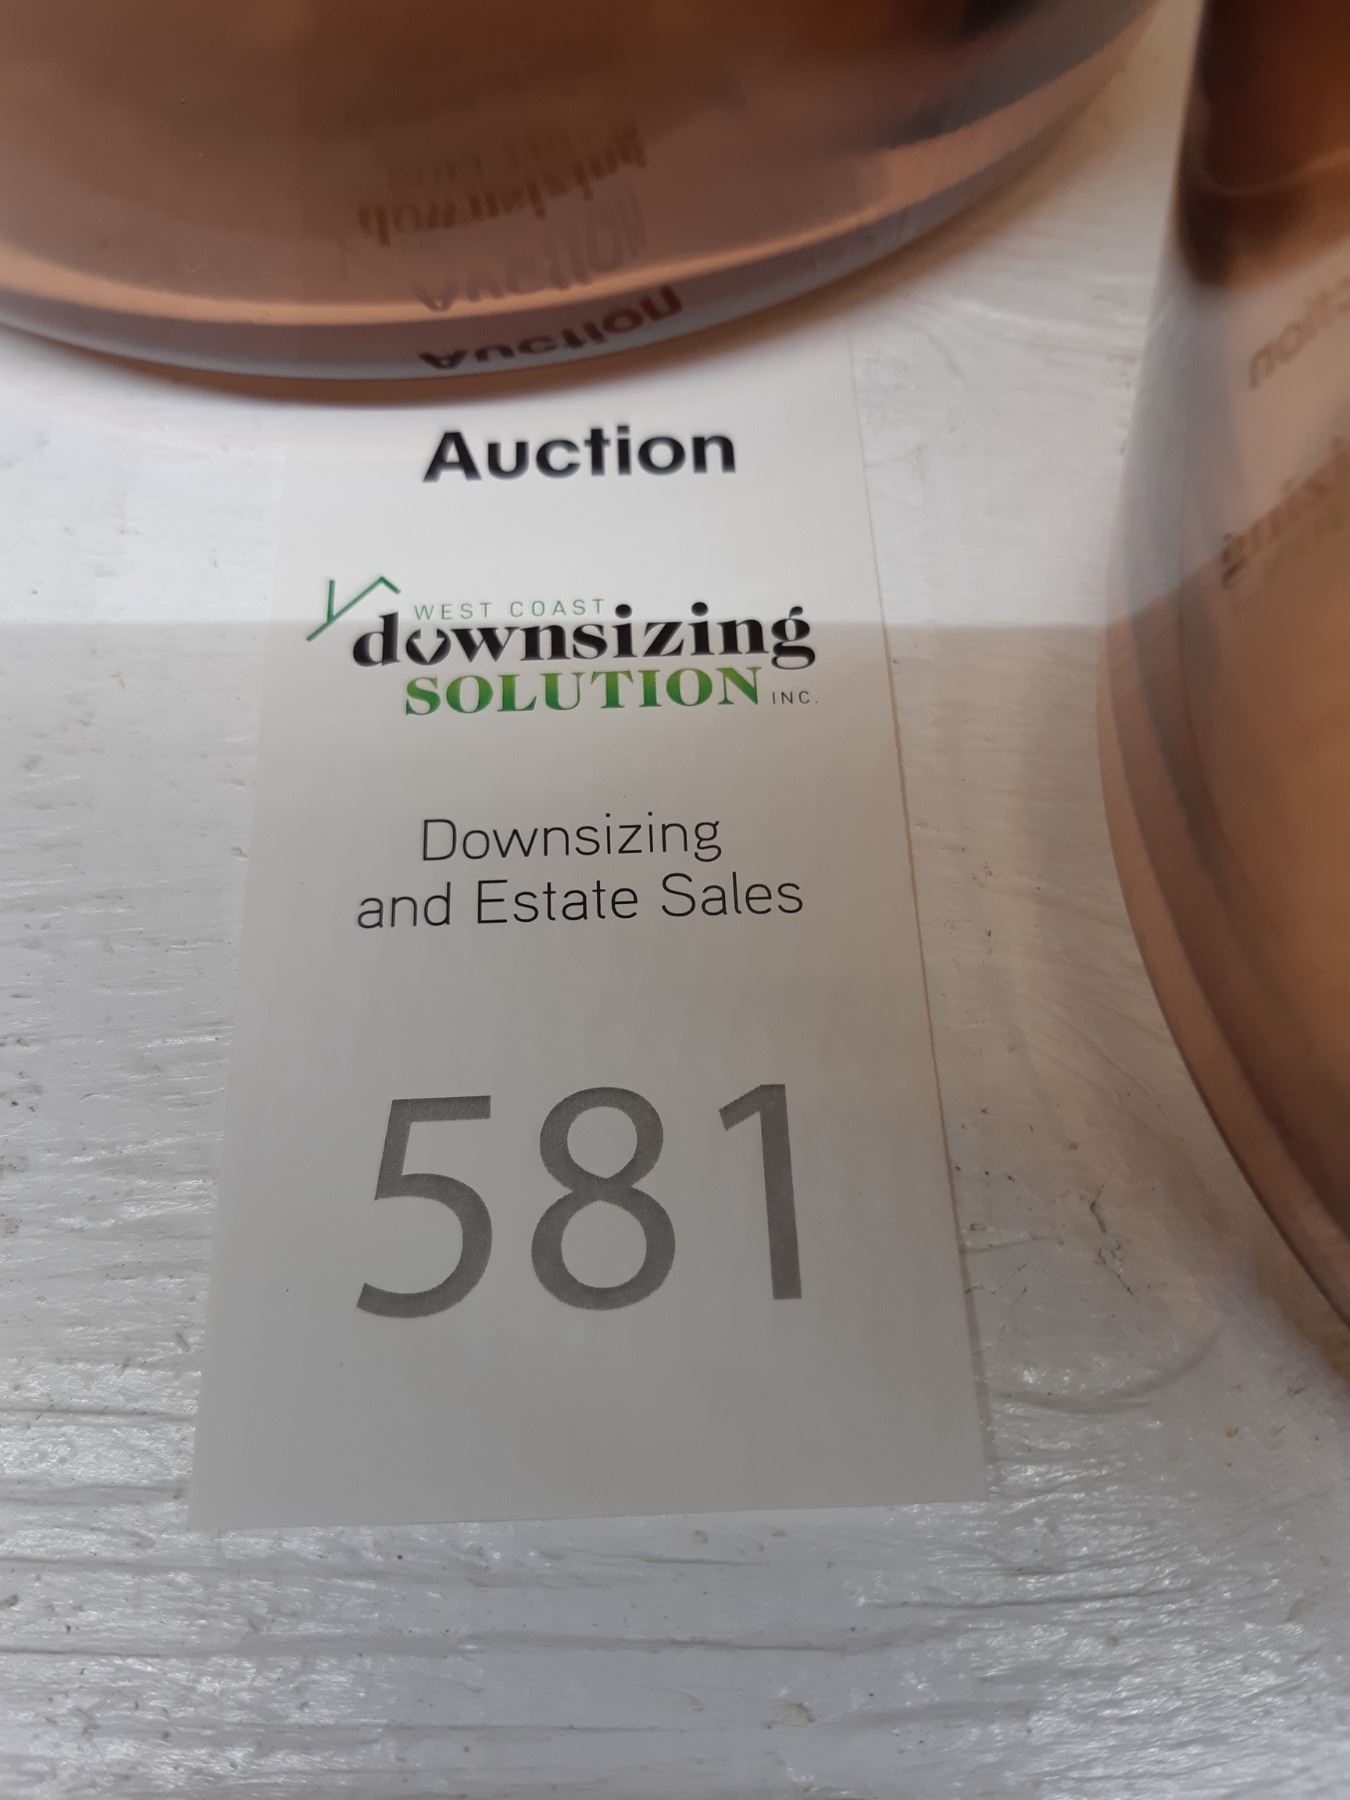 Auction
WEST COAST
downsizing
SOLUTION INC.
Downsizing
and Estate Sales
581